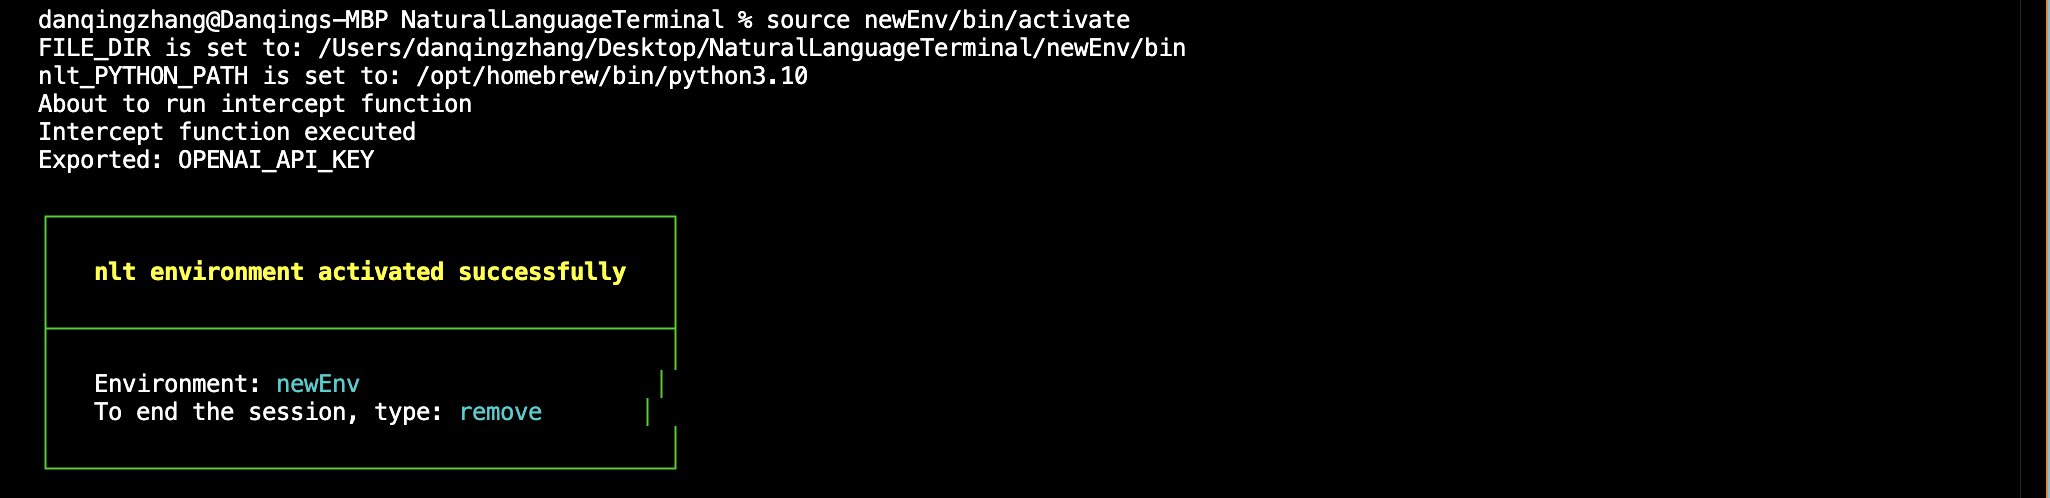 danqingzhang@Danqings-MBP NaturalLanguageTerminal % source newEnv/bin/activate
FILE_DIR is set to: /Users/danqingzhang/Desktop/NaturalLanguageTerminal/newEnv/bin
nlt_PYTHON_PATH is set to: /opt/homebrew/bin/python3.10
About to run intercept function
Intercept function executed
Exported: OPENAI_API_KEY
nlt environment activated successfully
Environment: newEnv
To end the session, type: remove